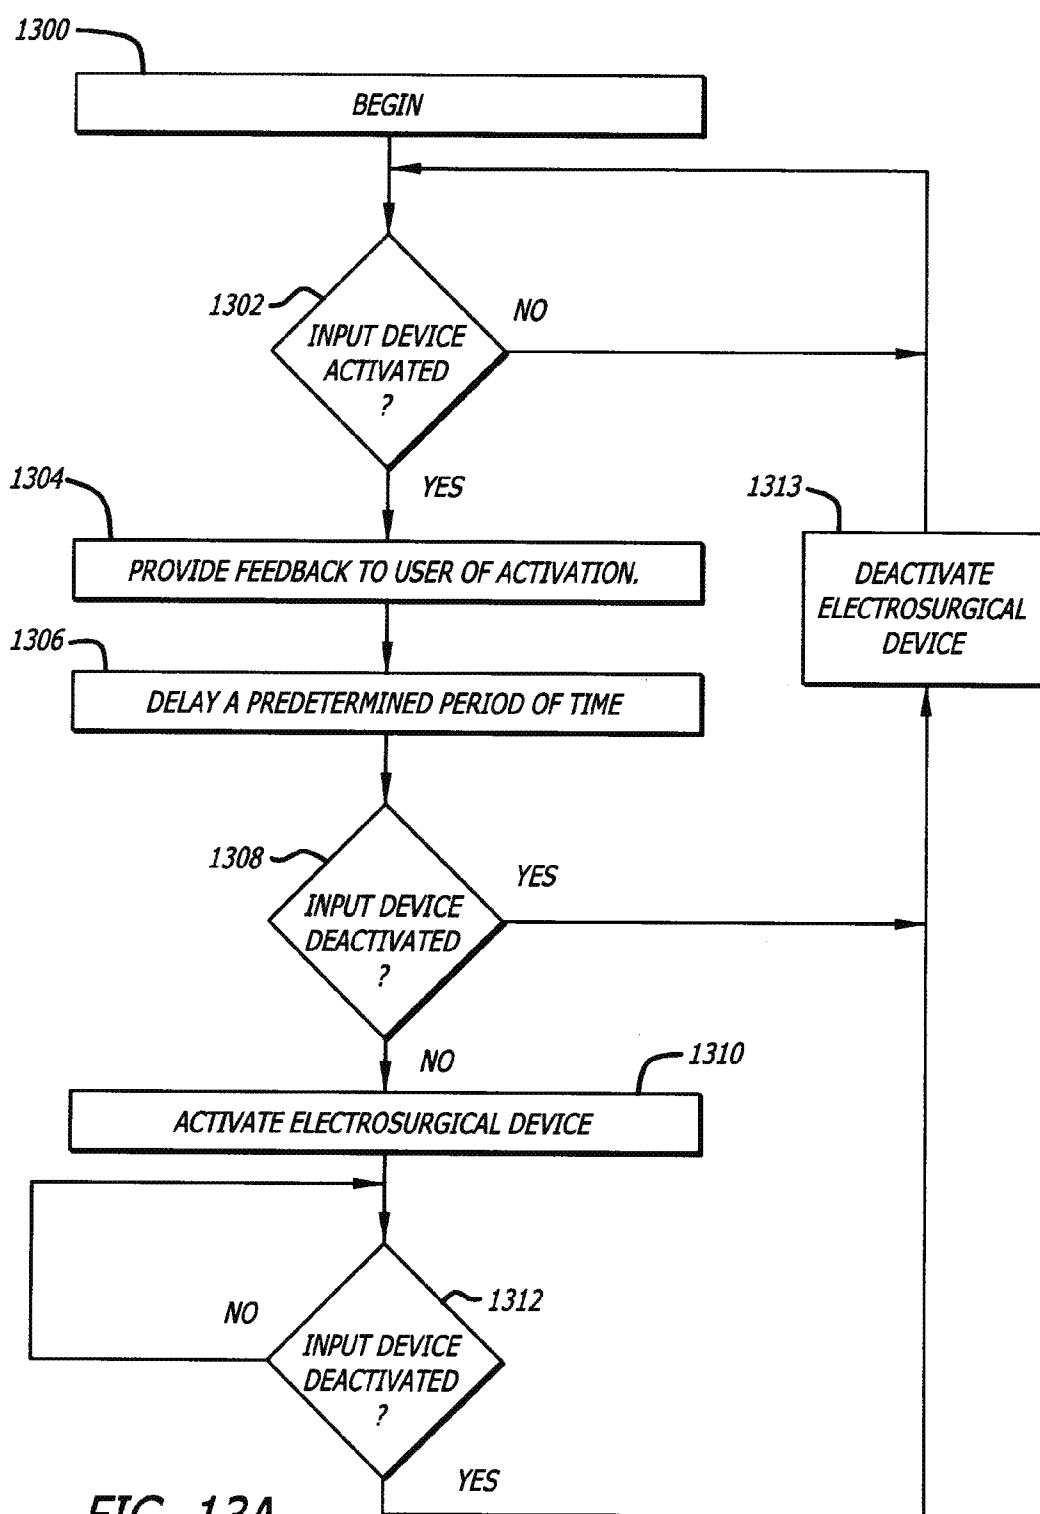 1300
BEGIN
1302
INPUT DEVICE
ACTIVATED
?
NO
YES
1304
PROVIDE FEEDBACK TO USER OF ACTIVATION.
1313
DEACTIVATE
ELECTROSURGICAL
DEVICE
1306
DELAY A PREDETERMINED PERIOD OF TIME
1308
INPUT DEVICE
DEACTIVATED
?
YES
NO
1310
ACTIVATE ELECTROSURGICAL DEVICE
1312
NO
INPUT DEVICE
DEACTIVATED
?
YES
FIG. 13A